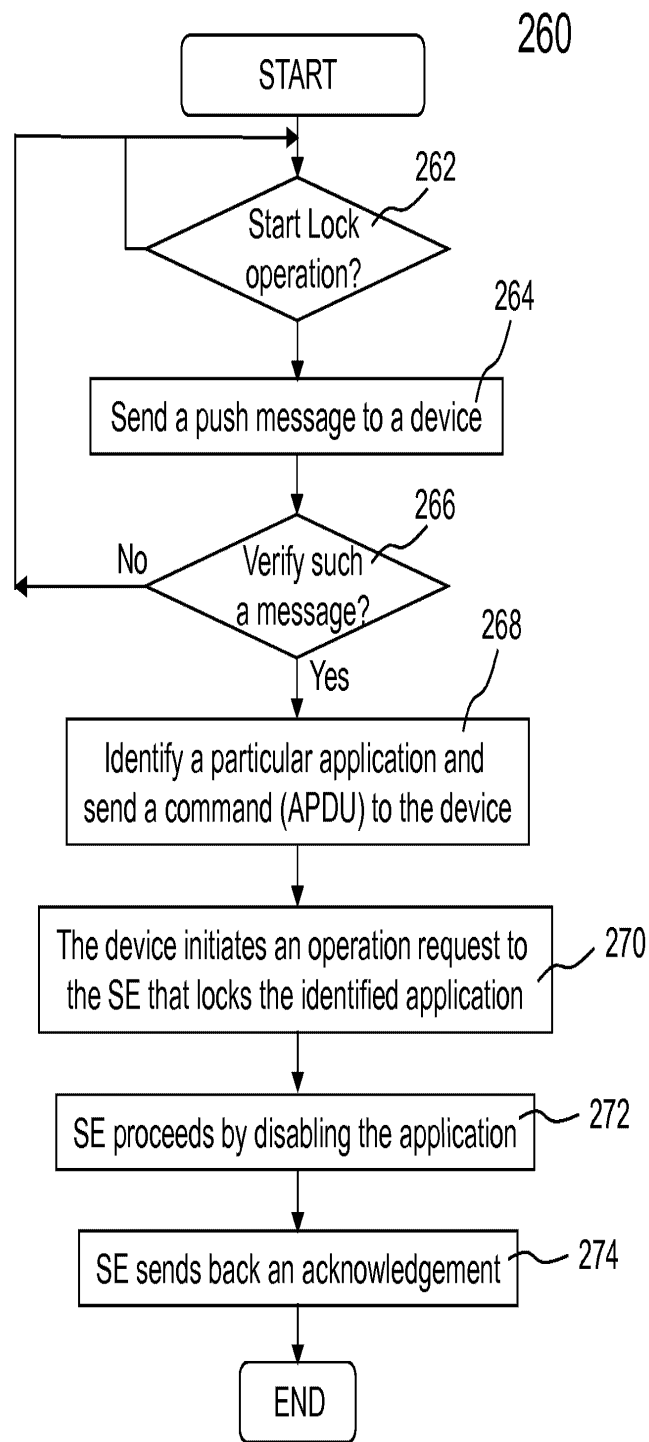 260
START
262
Start Lock
operation?
264
Send a push message to a device
266
No
Verify such
a message?
268
Yes
Identify a particular application and
send a command (APDU) to the device
The device initiates an operation request to
270
the SE that locks the identified application
SE proceeds by disabling the application
272
SE sends back an acknowledgement
274
END